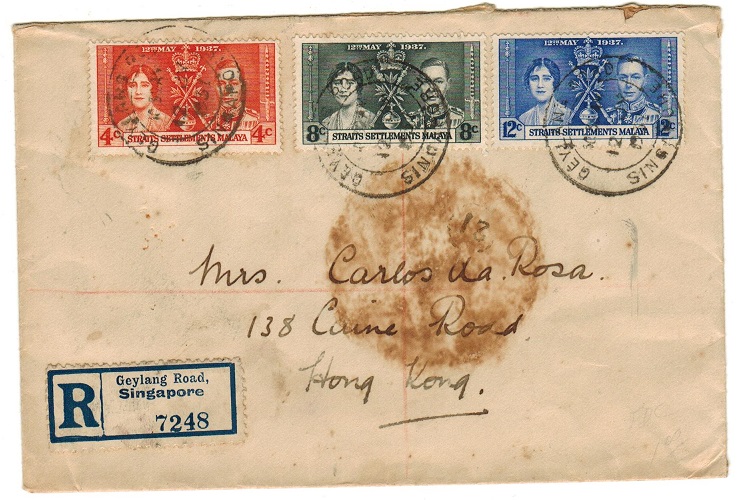 12TH MAY 1937.
4c 4c
STRAITS SETTLEMENTS MALAYA
12TH MAY 1937.
8c 8c
STRAITS SETTLEMENTS MALAYA
12TH MAY 1937.
12c 12c
STRAITS SETTLEMENTS MALAYA
Mrs. Carlos da Rosa.
138 Caine Road
Hong Kong.
R
Geylang Road,
Singapore
7248